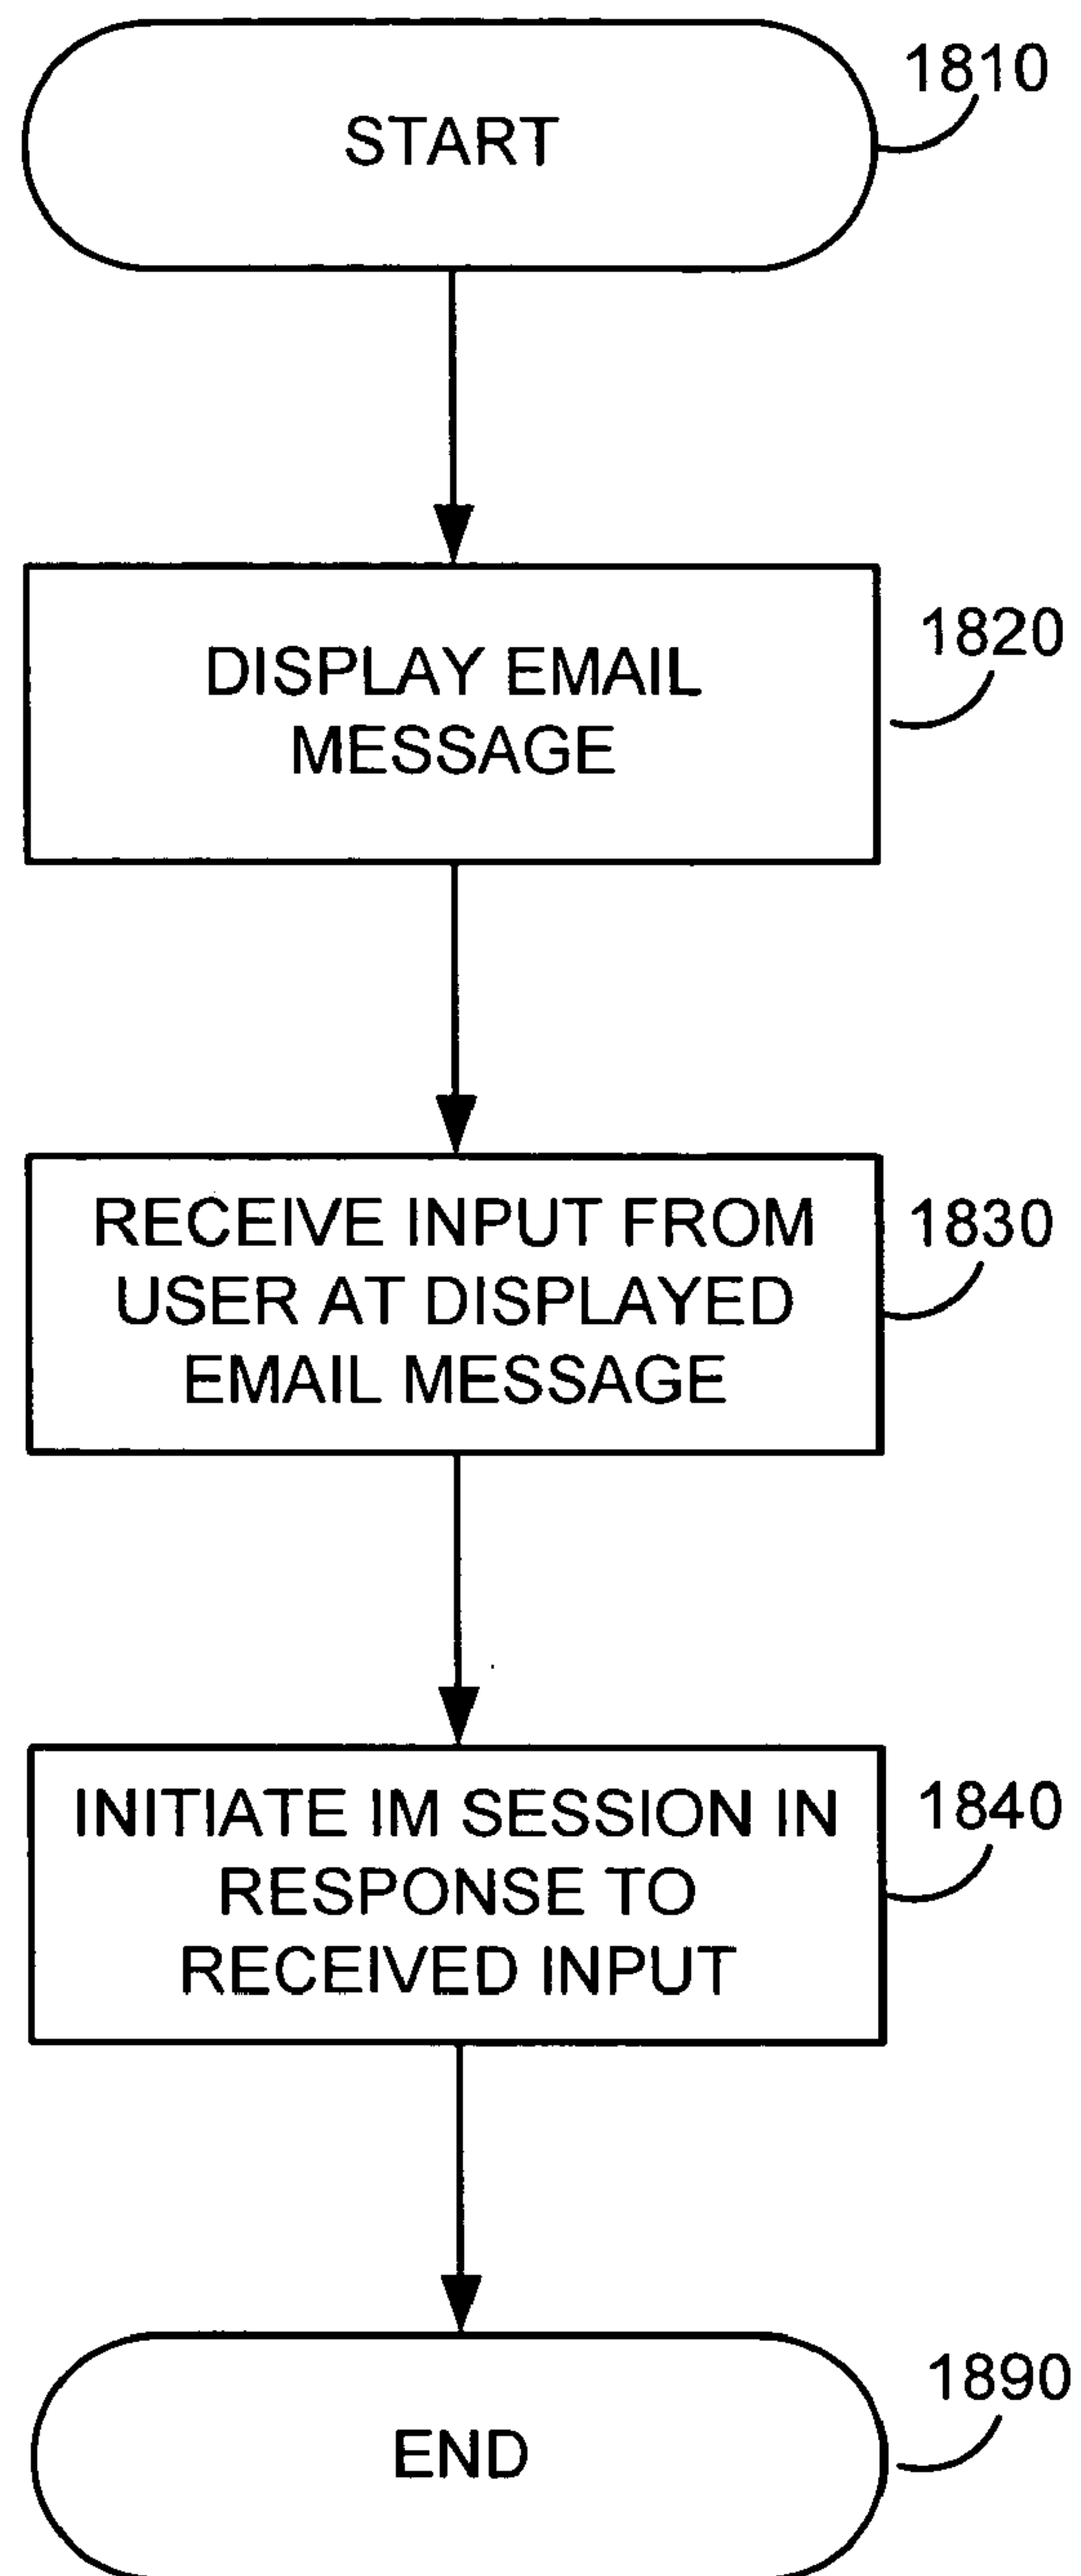 START
1810
DISPLAY EMAIL
MESSAGE
1820
RECEIVE INPUT FROM
USER AT DISPLAYED
EMAIL MESSAGE
1830
INITIATE IM SESSION IN
RESPONSE TO
RECEIVED INPUT
1840
END
1890